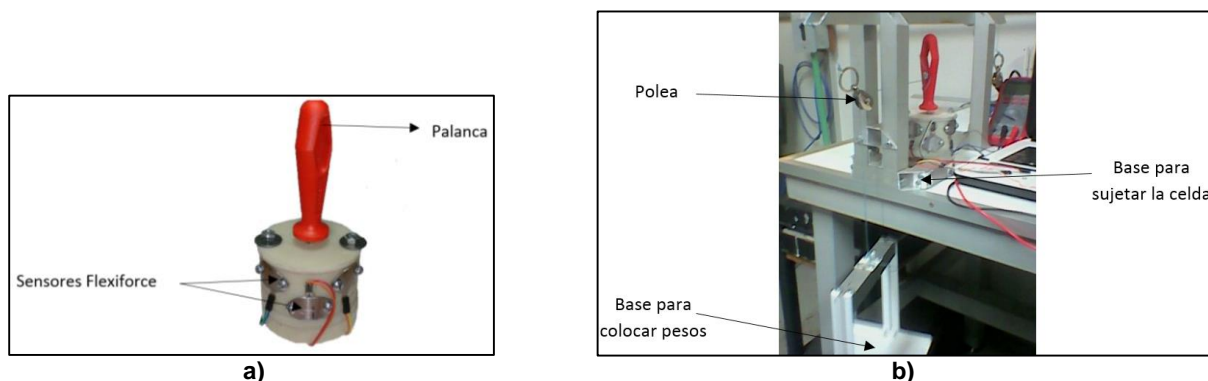 Palanca
Sensores Flexiforce
a)
Polea
Base para
sujetar la celda
Base para
colocar pesos
b)